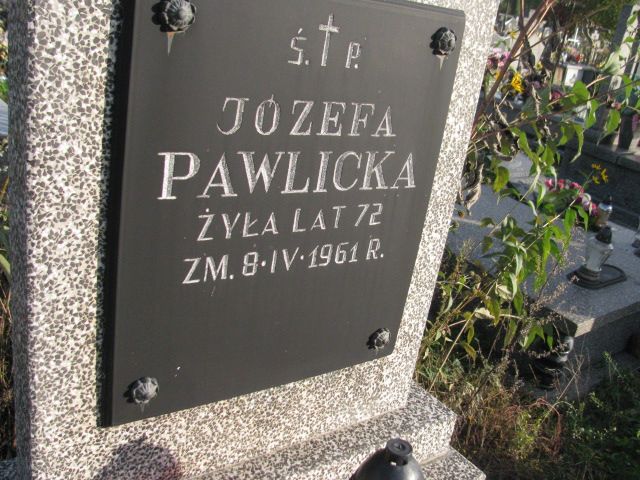 Ś.†P.
JÓZEFA
PAWLICKA
ŻYŁA LAT 72
ZM. 8·IV·1961 R.